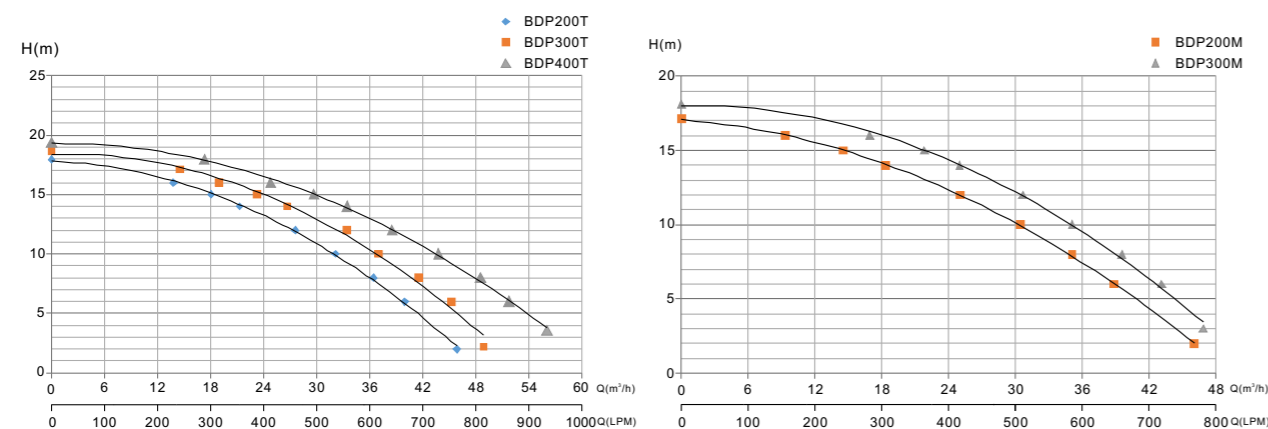 BDP200T
BDP300T
BDP400T
H(m)
25
20
15
10
5
0
0 6 12 18 24 30 36 42 48 54 60 Q(m³/h)
0 100 200 300 400 500 600 700 800 900 1000 Q(LPM)
BDP200M
BDP300M
H(m)
20
15
10
5
0
0 6 12 18 24 30 36 42 48 Q(m³/h)
0 100 200 300 400 500 600 700 800 Q(LPM)